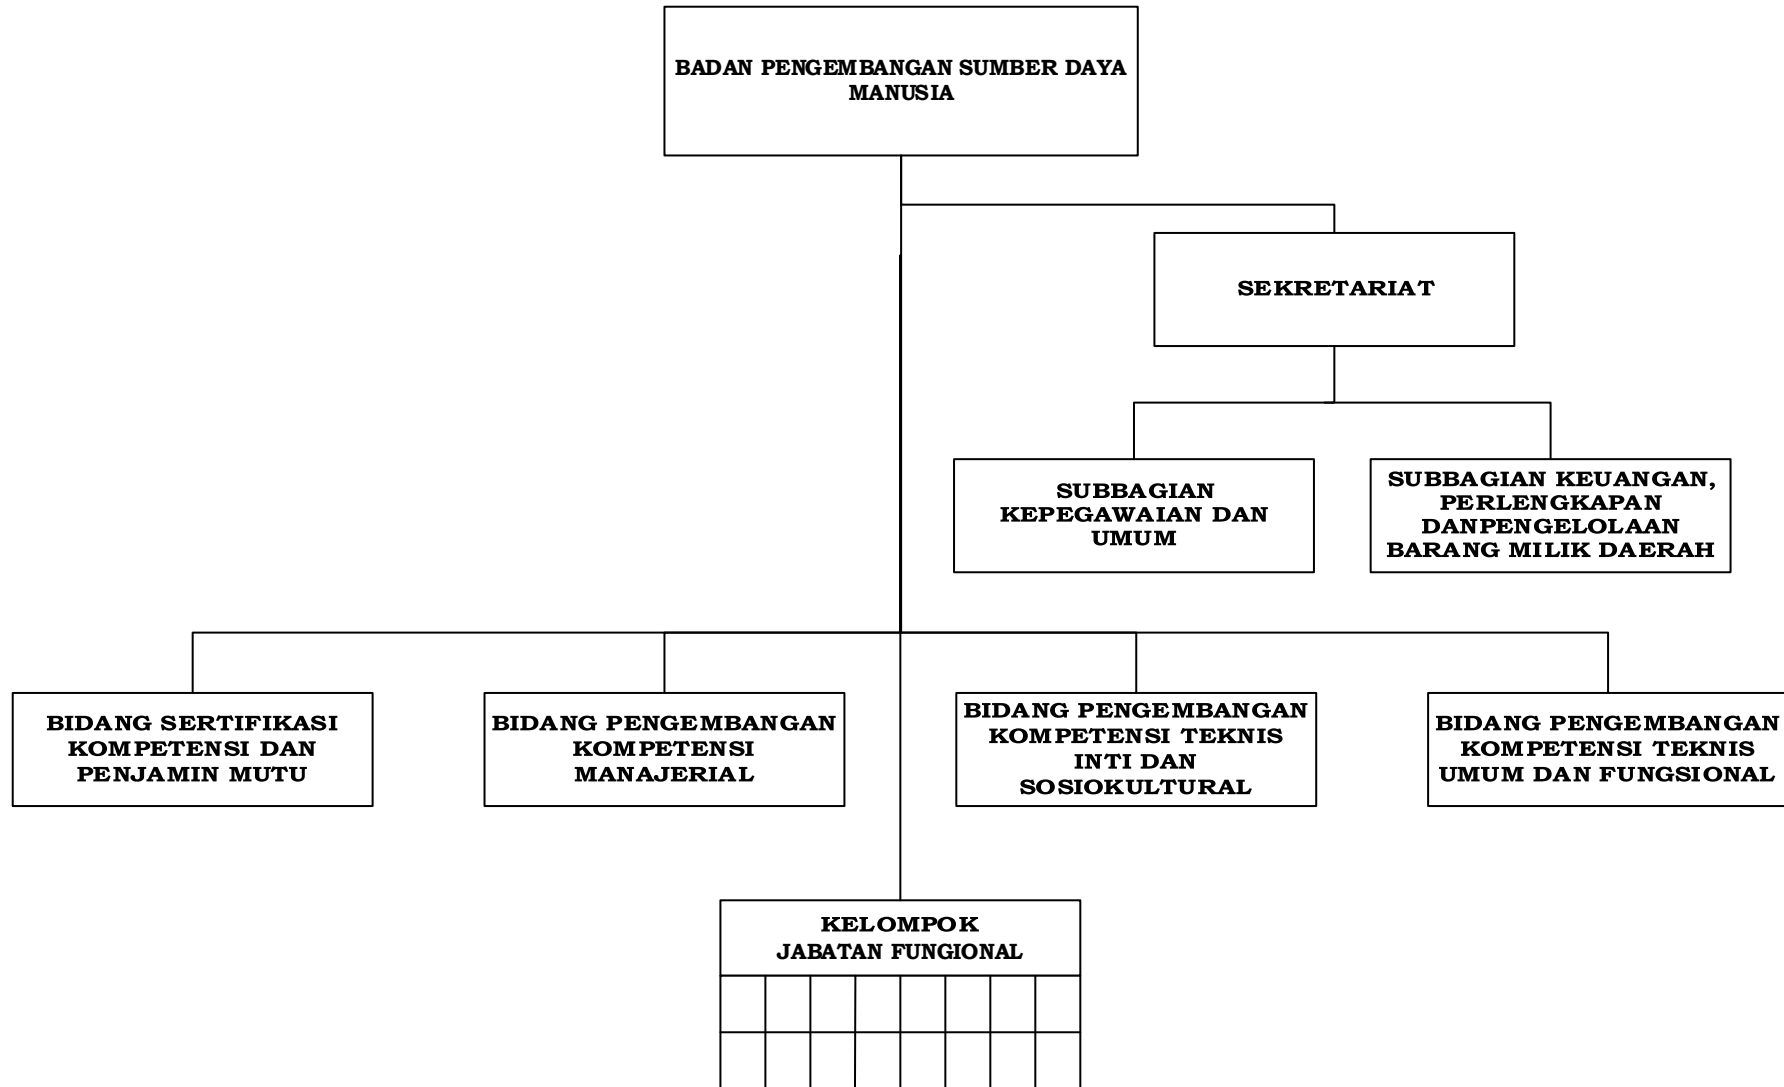 BADAN PENGEMBANGAN SUMBER DAYA
MANUSIA
SEKRETARIAT
SUBBAGIAN
KEPEGAWAIAN DAN
UMUM
SUBBAGIAN KEUANGAN,
PERLENGKAPAN
DANPENGELOLAAN
BARANG MILIK DAERAH
BIDANG SERTIFIKASI
KOMPETENSI DAN
PENJAMIN MUTU
BIDANG PENGEMBANGAN
KOMPETENSI
MANAJERIAL
BIDANG PENGEMBANGAN
KOMPETENSI TEKNIS
INTI DAN
SOSIOKULTURAL
BIDANG PENGEMBANGAN
KOMPETENSI TEKNIS
UMUM DAN FUNGSIONAL
KELOMPOK
JABATAN FUNGIONAL